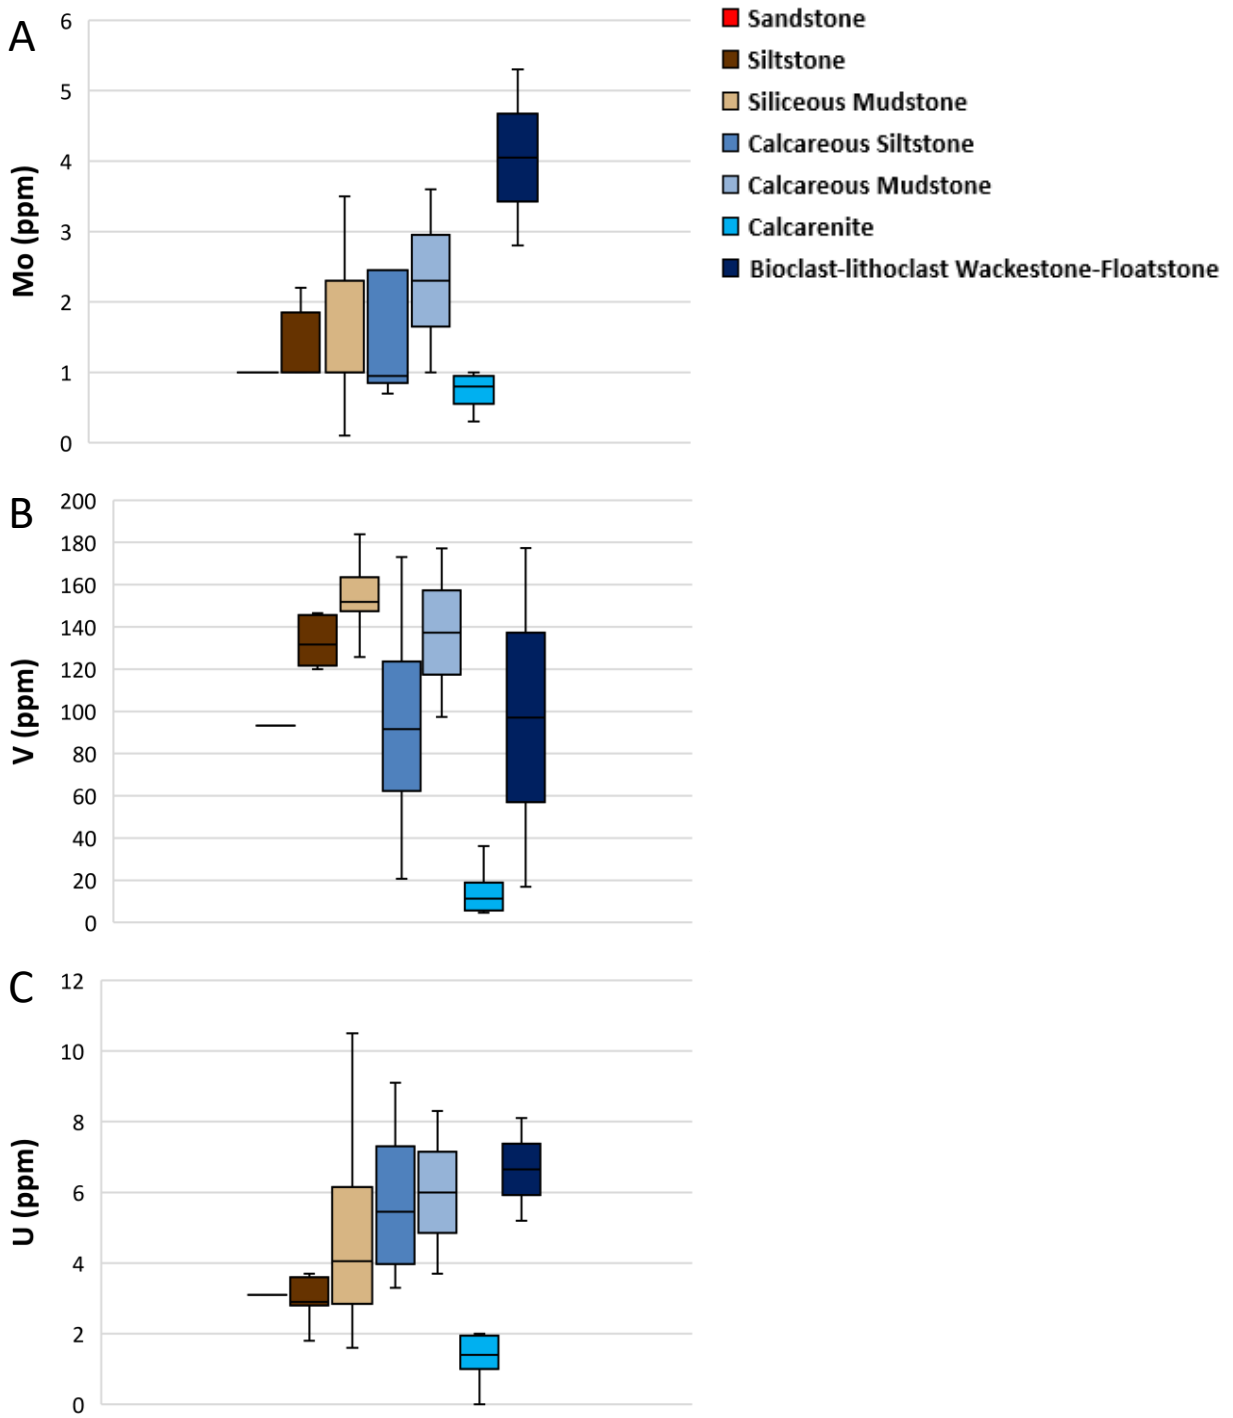 A
6
5
4
3
2
1
0
Mo (ppm)
Sandstone
Siltstone
Siliceous Mudstone
Calcareous Siltstone
Calcareous Mudstone
Calcarenite
Bioclast-lithoclast Wackestone-Floatstone
B
200
180
160
140
120
100
80
60
40
20
0
V (ppm)
C
12
10
8
6
4
2
0
U (ppm)